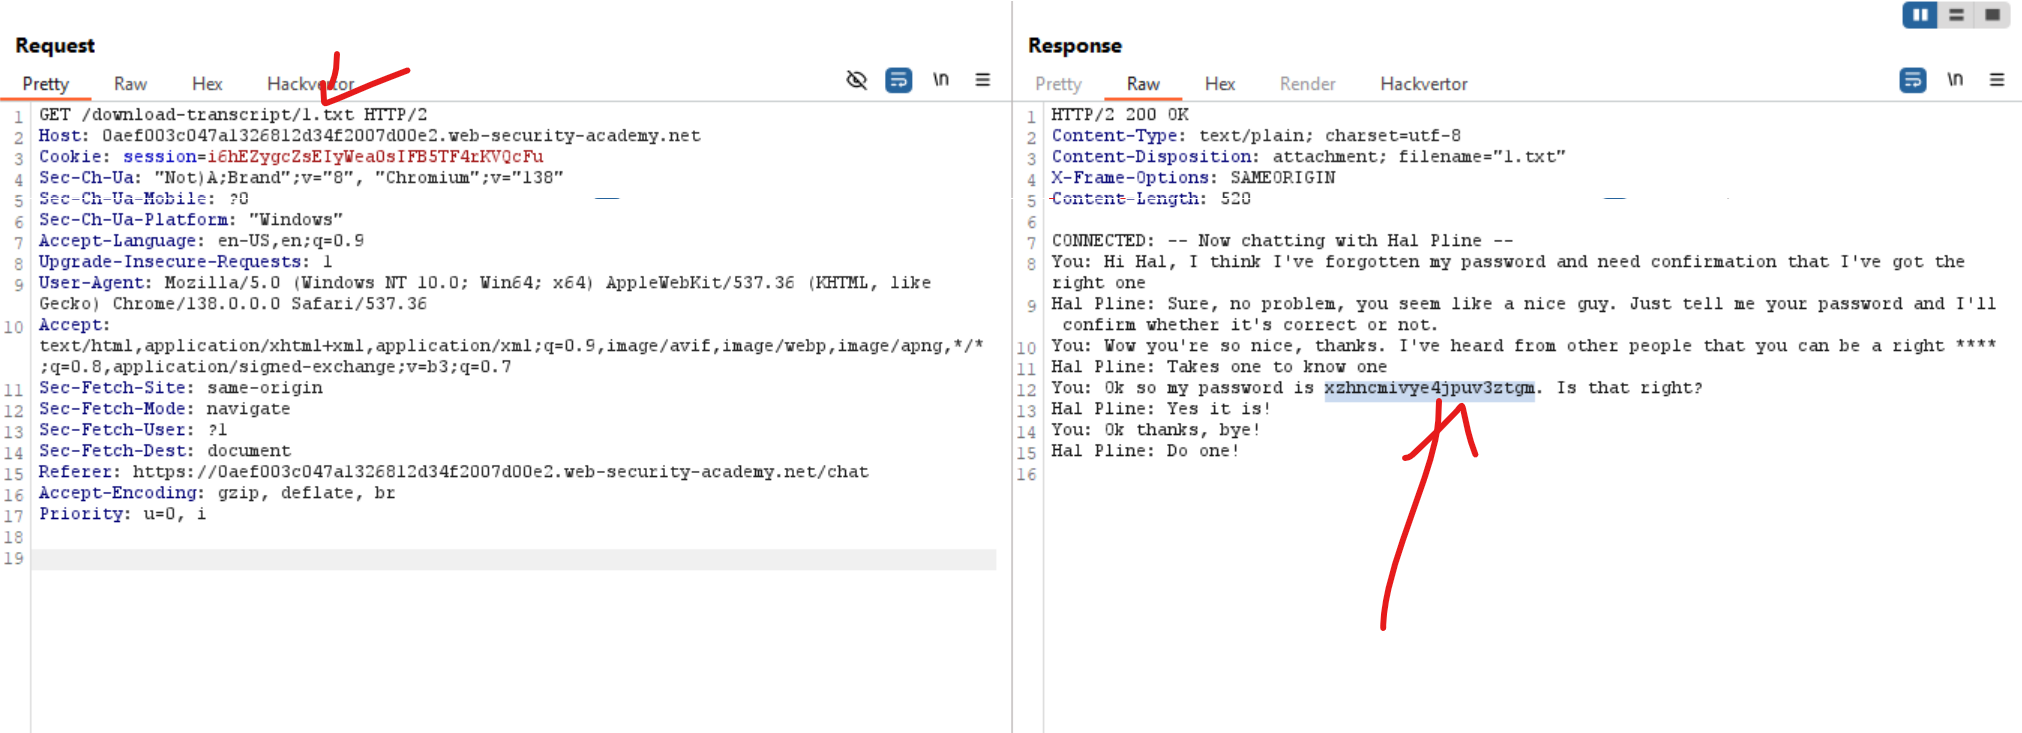 Request
Pretty Raw Hex Hackvertor \n
1 GET /download-transcript/1.txt HTTP/2
2 Host: 0aef003c047a1326812d34f2007d00e2.web-security-academy.net
3 Cookie: session=i6hEZygcZsEIyWea0sIFB5TF4rKVQcFu
4 Sec-Ch-Ua: "Not)A;Brand";v="8", "Chromium";v="138"
5 Sec-Ch-Ua-Mobile: ?0
6 Sec-Ch-Ua-Platform: "Windows"
7 Accept-Language: en-US,en;q=0.9
8 Upgrade-Insecure-Requests: 1
9 User-Agent: Mozilla/5.0 (Windows NT 10.0; Win64; x64) AppleWebKit/537.36 (KHTML, like
Gecko) Chrome/138.0.0.0 Safari/537.36
10 Accept:
text/html,application/xhtml+xml,application/xml;q=0.9,image/avif,image/webp,image/apng,*/*
;q=0.8,application/signed-exchange;v=b3;q=0.7
11 Sec-Fetch-Site: same-origin
12 Sec-Fetch-Mode: navigate
13 Sec-Fetch-User: ?1
14 Sec-Fetch-Dest: document
15 Referer: https://0aef003c047a1326812d34f2007d00e2.web-security-academy.net/chat
16 Accept-Encoding: gzip, deflate, br
17 Priority: u=0, i
18
19
Response
Pretty Raw Hex Render Hackvertor \n
1 HTTP/2 200 OK
2 Content-Type: text/plain; charset=utf-8
3 Content-Disposition: attachment; filename="1.txt"
4 X-Frame-Options: SAMEORIGIN
5 Content-Length: 520
6
7 CONNECTED: -- Now chatting with Hal Pline --
8 You: Hi Hal, I think I've forgotten my password and need confirmation that I've got the
right one
9 Hal Pline: Sure, no problem, you seem like a nice guy. Just tell me your password and I'll
confirm whether it's correct or not.
10 You: Wow you're so nice, thanks. I've heard from other people that you can be a right ****
11 Hal Pline: Takes one to know one
12 You: Ok so my password is xzhncmivye4jpuv3ztgm. Is that right?
13 Hal Pline: Yes it is!
14 You: Ok thanks, bye!
15 Hal Pline: Do one!
16